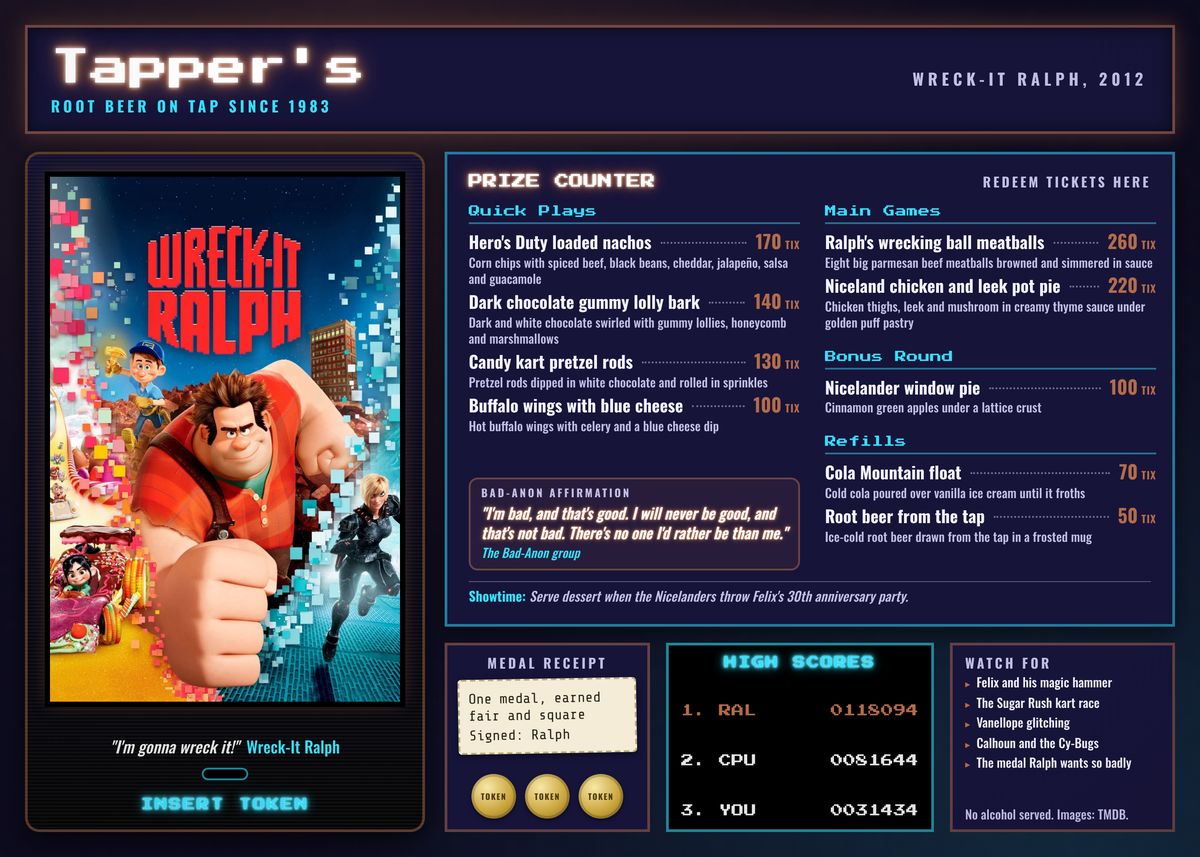 Tapper's
ROOT BEER ON TAP SINCE 1983
WRECK-IT RALPH, 2012
WRECK-IT
RALPH
"I'm gonna wreck it!" Wreck-It Ralph
INSERT TOKEN
PRIZE COUNTER
REDEEM TICKETS HERE
Quick Plays
Hero's Duty loaded nachos 170 TIX
Corn chips with spiced beef, black beans, cheddar, jalapeño, salsa
and guacamole
Dark chocolate gummy lolly bark 140 TIX
Dark and white chocolate swirled with gummy lollies, honeycomb
and marshmallows
Candy kart pretzel rods 130 TIX
Pretzel rods dipped in white chocolate and rolled in sprinkles
Buffalo wings with blue cheese 100 TIX
Hot buffalo wings with celery and a blue cheese dip
BAD-ANON AFFIRMATION
"I'm bad, and that's good. I will never be good, and
that's not bad. There's no one I'd rather be than me."
The Bad-Anon group
Main Games
Ralph's wrecking ball meatballs 260 TIX
Eight big parmesan beef meatballs browned and simmered in sauce
Niceland chicken and leek pot pie 220 TIX
Chicken thighs, leek and mushroom in creamy thyme sauce under
golden puff pastry
Bonus Round
Nicelander window pie 100 TIX
Cinnamon green apples under a lattice crust
Refills
Cola Mountain float 70 TIX
Cold cola poured over vanilla ice cream until it froths
Root beer from the tap 50 TIX
Ice-cold root beer drawn from the tap in a frosted mug
Showtime: Serve dessert when the Nicelanders throw Felix's 30th anniversary party.
MEDAL RECEIPT
One medal, earned
fair and square
Signed: Ralph
TOKEN TOKEN TOKEN
HIGH SCORES
1. RAL 0118094
2. CPU 0081644
3. YOU 0031434
WATCH FOR
▸ Felix and his magic hammer
▸ The Sugar Rush kart race
▸ Vanellope glitching
▸ Calhoun and the Cy-Bugs
▸ The medal Ralph wants so badly
No alcohol served. Images: TMDB.